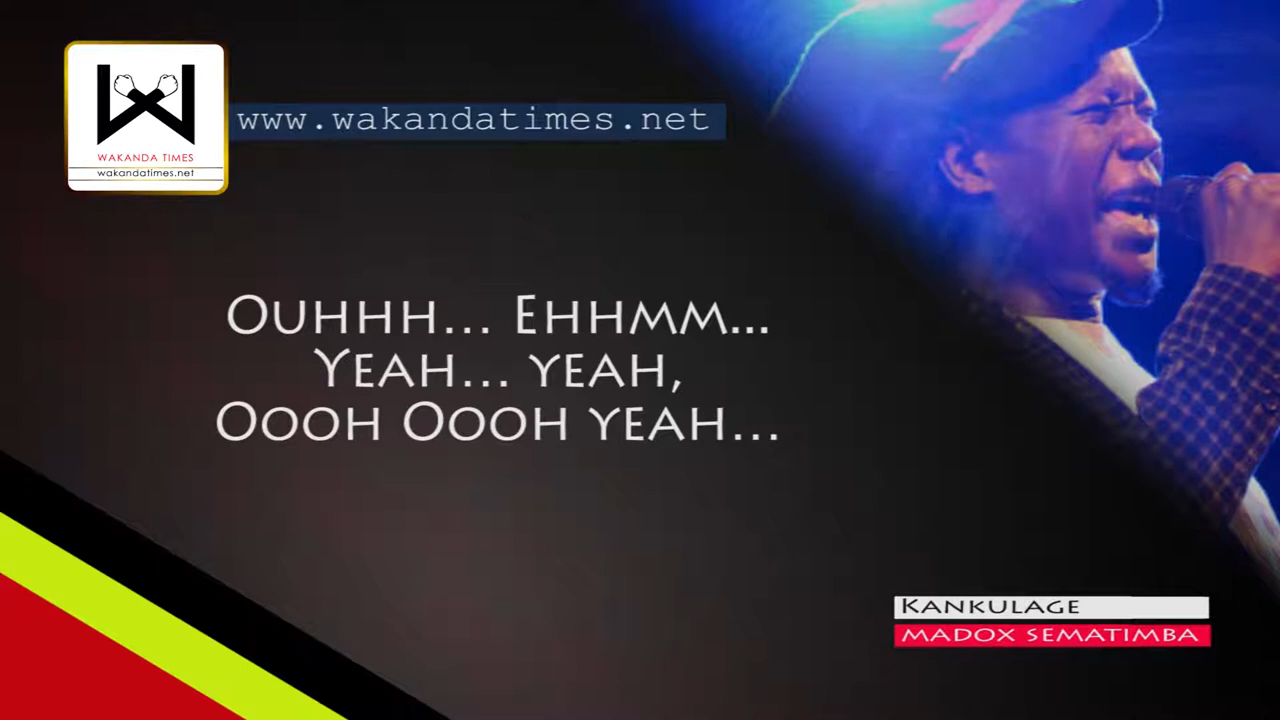 WAKANDA TIMES
wakandatimes.net
www.wakandatimes.net
Ouhhh... Ehhmm...
Yeah... yeah,
Oooh Oooh yeah...
Kankulage
MADOX SEMATIMBA